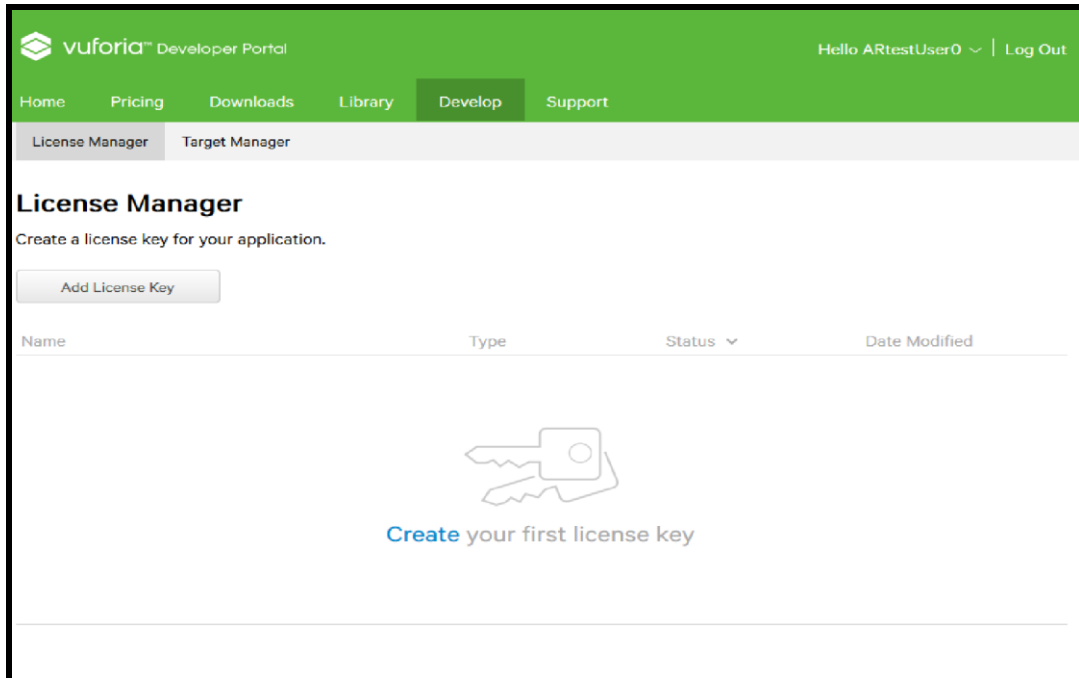 vuforia™ Developer Portal
Hello ARtestUser0 | Log Out
Home Pricing Downloads Library Develop Support
License Manager Target Manager
License Manager
Create a license key for your application.
Add License Key
Name Type Status Date Modified
Create your first license key